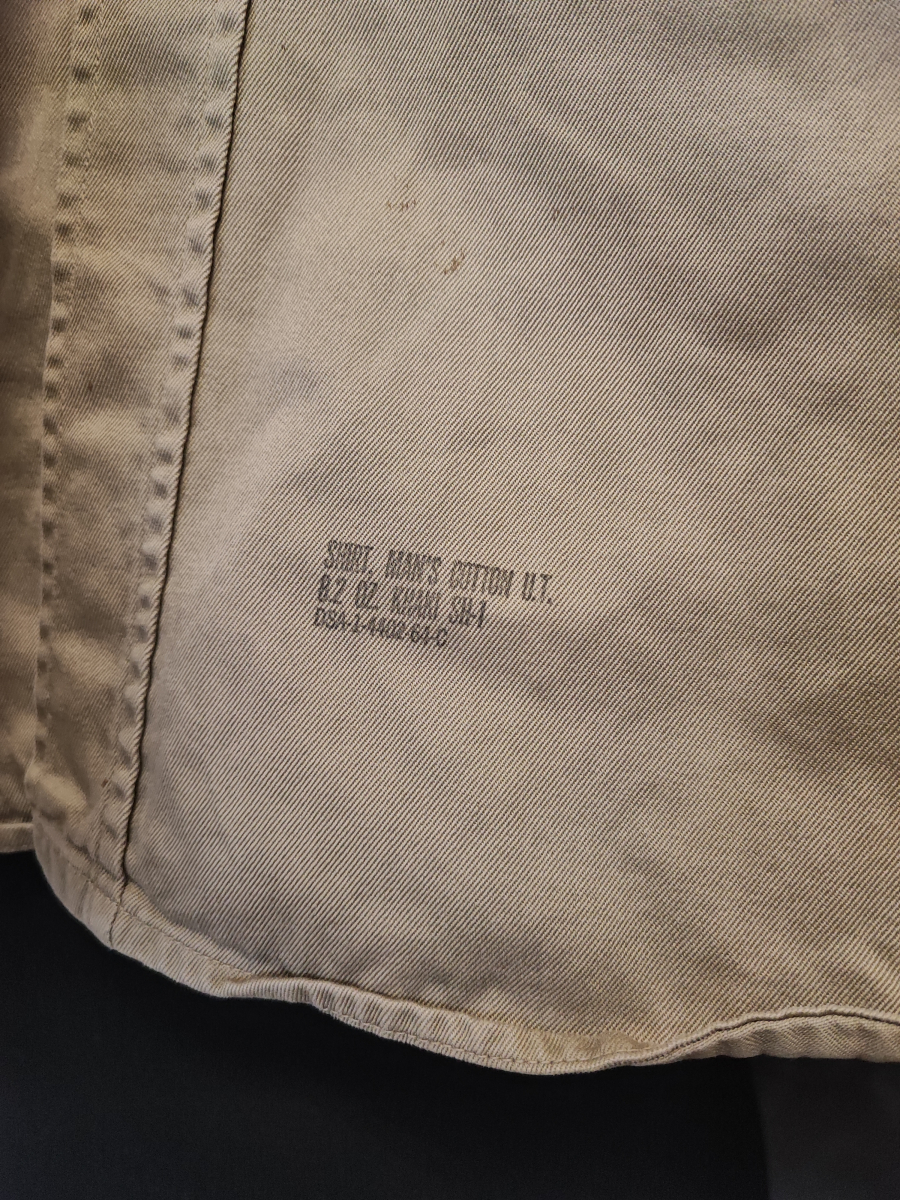 SHIRT, MAN'S COTTON U.T.
8.2 OZ. KHAKI SH-1
DSA-1-4402-64-C